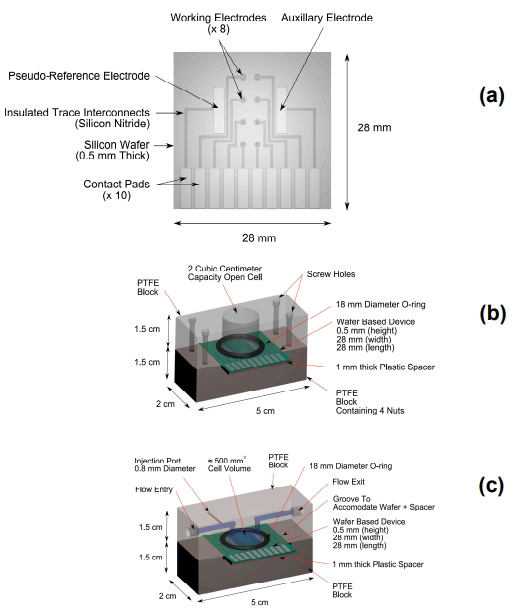 Working Electrodes
(x 8)
Auxillary Electrode
Pseudo-Reference Electrode
Insulated Trace Interconnects
(Silicon Nitride)
Silicon Wafer
(0.5 mm Thick)
Contact Pads
(x 10)
28 mm
28 mm
(a)
2 Cubic Centimeter
Capacity Open Cell
Screw Holes
PTFE
Block
18 mm Diameter O-ring
Wafer Based Device
0.5 mm (height)
28 mm (width)
28 mm (length)
1 mm thick Plastic Spacer
PTFE
Block
Containing 4 Nuts
1.5 cm
1.5 cm
2 cm
5 cm
(b)
Injection Port
0.8 mm Diameter
≈ 500 mm³
Cell Volume
PTFE
Block
18 mm Diameter O-ring
Flow Exit
Flow Entry
Groove To
Accomodate Wafer + Spacer
Wafer Based Device
0.5 mm (height)
28 mm (width)
28 mm (length)
1 mm thick Plastic Spacer
PTFE
Block
1.5 cm
1.5 cm
2 cm
5 cm
(c)